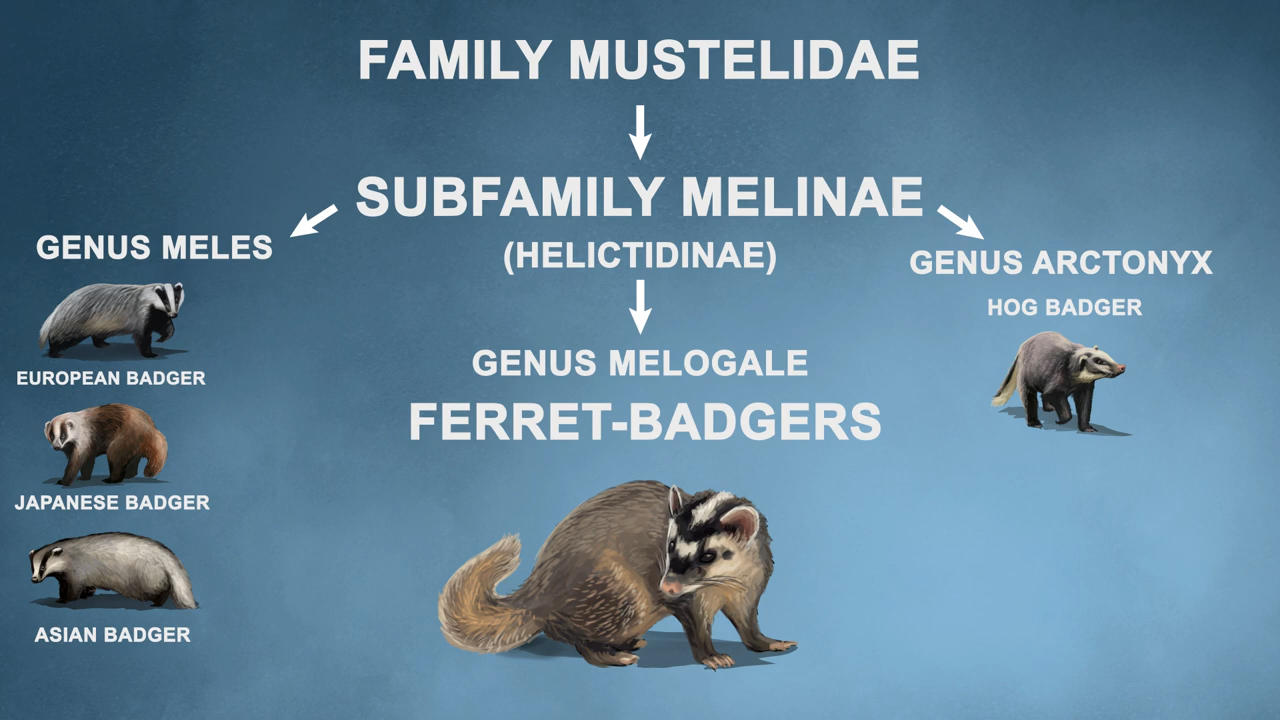 FAMILY MUSTELIDAE
SUBFAMILY MELINAE
(HELICTIDINAE)
GENUS MELES
EUROPEAN BADGER
JAPANESE BADGER
ASIAN BADGER
GENUS MELOGALE
FERRET-BADGERS
GENUS ARCTONYX
HOG BADGER